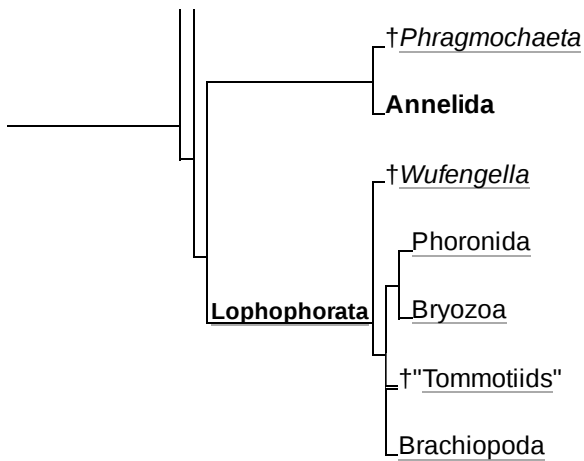 †Phragmochaeta
Annelida
†Wufengella
Phoronida
Lophophorata
Bryozoa
†"Tommotiids"
Brachiopoda